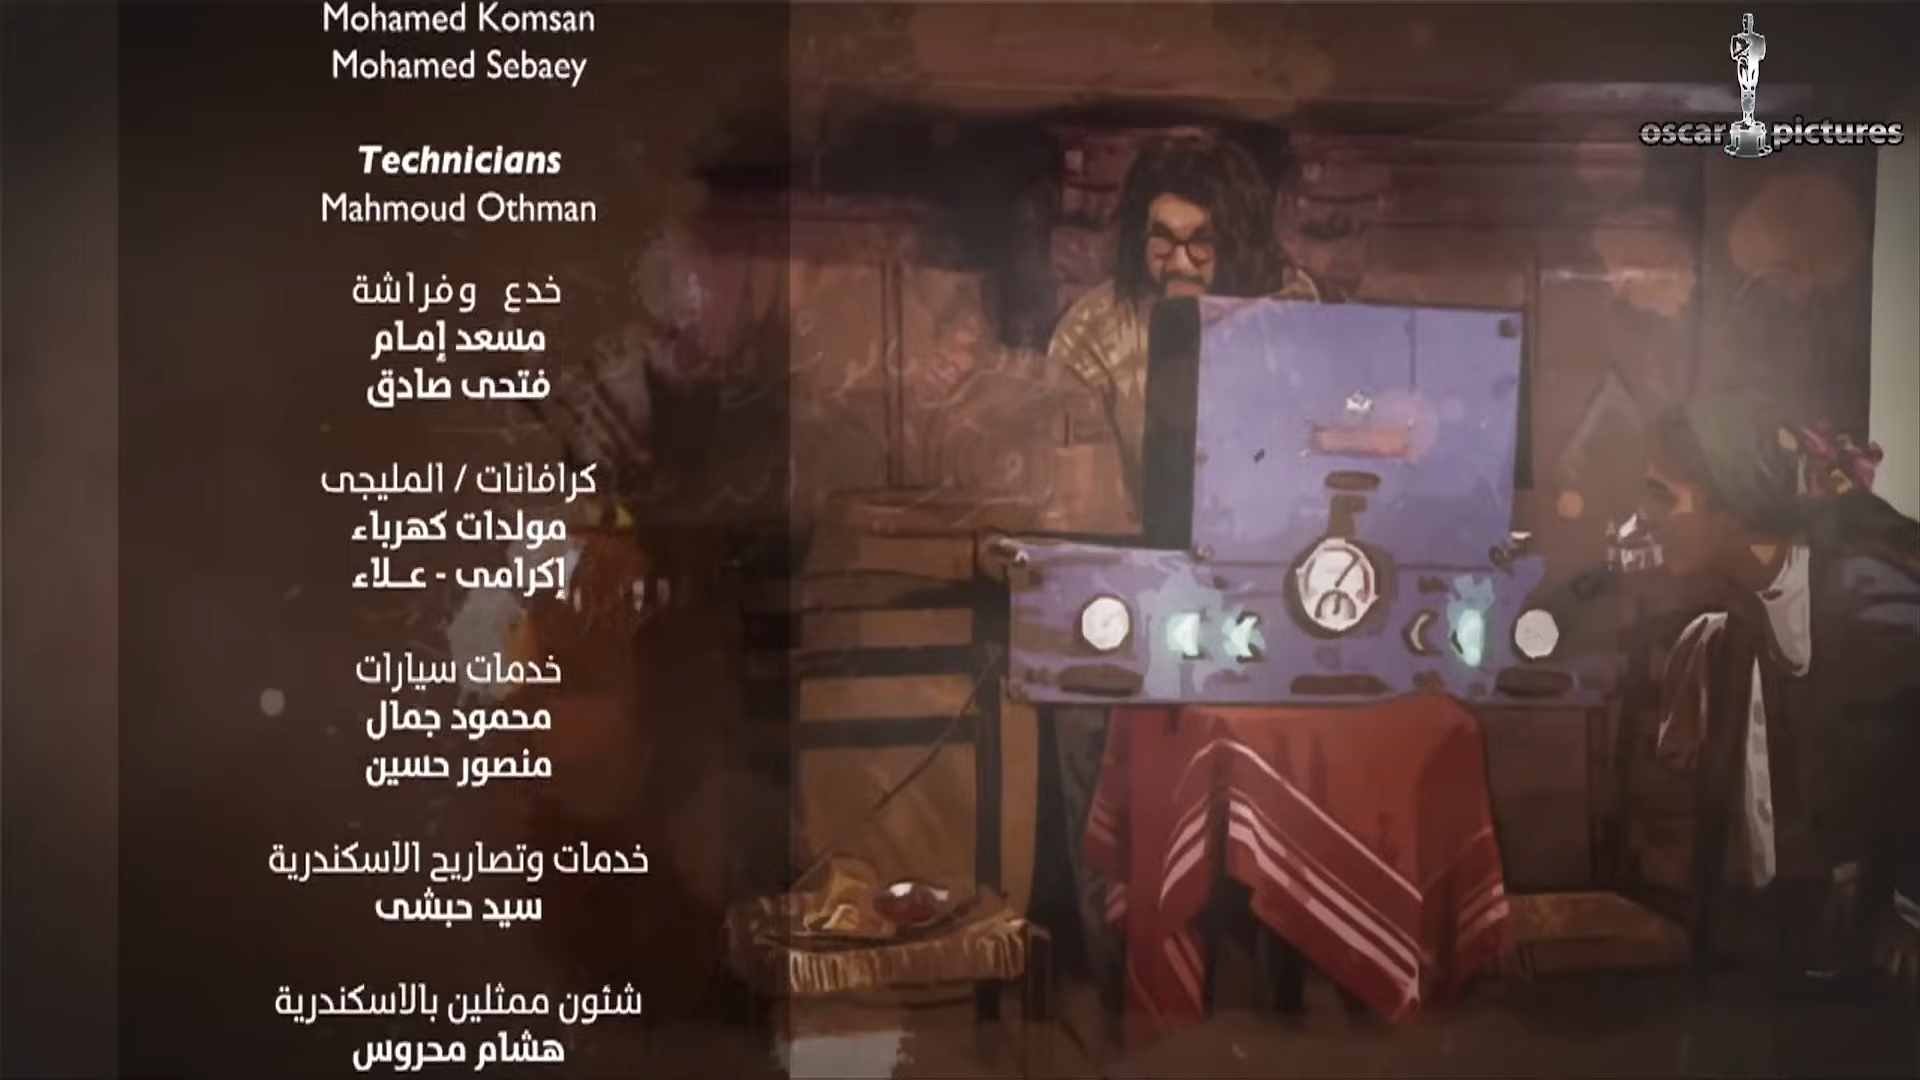 Mohamed Komsan
Mohamed Sebaey
Technicians
Mahmoud Othman
خدع وفراشة
مسعد إمام
فتحى صادق
كرافانات / المليجى
مولدات كهرباء
إكرامى - علاء
خدمات سيارات
محمود جمال
منصور حسين
خدمات وتصاريح الاسكندرية
سيد حبشى
شئون ممثلين بالاسكندرية
هشام محروس
oscar pictures